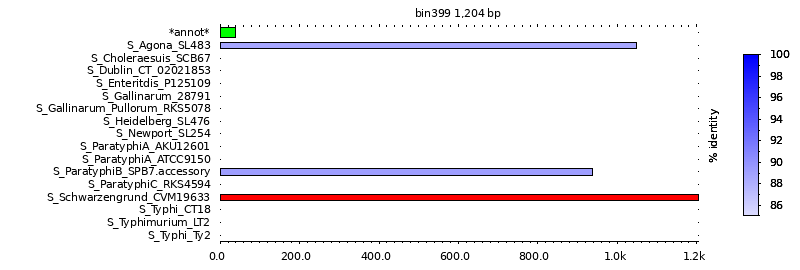 bin399 1,204 bp
*annot*
S_Agona_SL483
S_Choleraesuis_SCB67
S_Dublin_CT_02021853
S_Enteritdis_P125109
S_Gallinarum_28791
S_Gallinarum_Pullorum_RKS5078
S_Heidelberg_SL476
S_Newport_SL254
S_ParatyphiA_AKU12601
S_ParatyphiA_ATCC9150
S_ParatyphiB_SPB7.accessory
S_ParatyphiC_RKS4594
S_Schwarzengrund_CVM19633
S_Typhi_CT18
S_Typhimurium_LT2
S_Typhi_Ty2
0.0 200.0 400.0 600.0 800.0 1.0k 1.2k
% identity
100
98
96
94
92
90
88
86